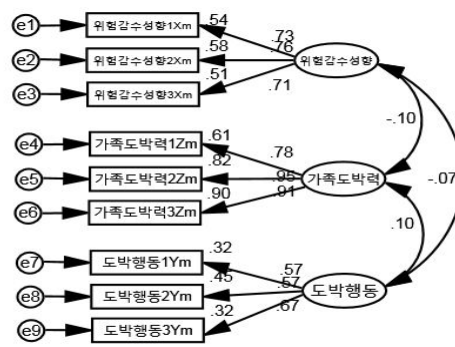 e1 위험감수성향1Xm .54
.73
e2 위험감수성향2Xm .58 .76 위험감수성향
e3 위험감수성향3Xm .51 .71
-.10
e4 가족도박력1Zm .61 .78
e5 가족도박력2Zm .82 .95 가족도박력 -.07
e6 가족도박력3Zm .90 .91
.10
e7 도박행동1Ym .32 .57
e8 도박행동2Ym .45 .57 도박행동
e9 도박행동3Ym .32 .67